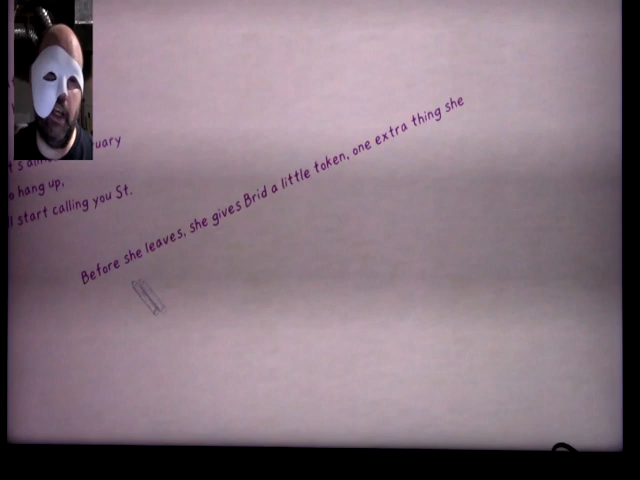 uary
hang up,
start calling you St.
Before she leaves, she gives Brid a little token, one extra thing she